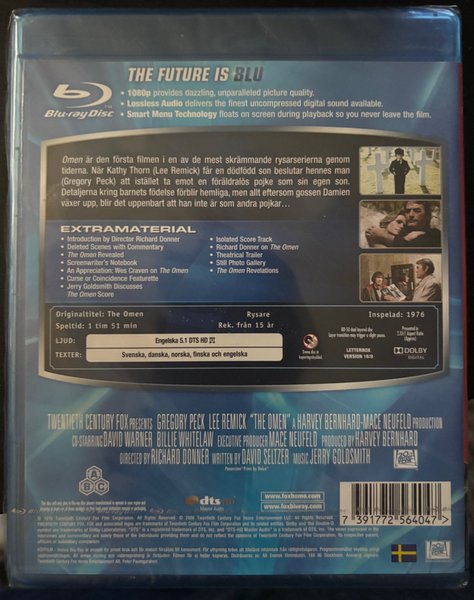 THE FUTURE IS BLU
Blu-ray Disc
• 1080p provides dazzling, unparalleled picture quality.
• Lossless Audio delivers the finest uncompressed digital sound available.
• Smart Menu Technology floats on screen during playback so you never leave the film.
Omen är den första filmen i en av de mest skrämmande rysarserierna genom
tiderna. När Kathy Thorn (Lee Remick) får en dödfödd son beslutar hennes man
(Gregory Peck) att istället ta emot en föräldralös pojke som sin egen son.
Detaljerna kring barnets födelse förblir hemliga, men allt eftersom gossen Damien
växer upp, blir det uppenbart att han inte är som andra pojkar…
EXTRAMATERIAL
• Introduction by Director Richard Donner
• Deleted Scenes with Commentary
• The Omen Revealed
• Screenwriter's Notebook
• An Appreciation: Wes Craven on The Omen
• Curse or Coincidence Featurette
• Jerry Goldsmith Discusses
The Omen Score
• Isolated Score Track
• Richard Donner on The Omen
• Theatrical Trailer
• Still Photo Gallery
• The Omen Revelations
Originaltitel: The Omen
Rysare
Inspelad: 1976
Speltid: 1 tim 51 min
Rek. från 15 år
LJUD:
Engelska 5.1 DTS HD
TEXTER:
Svenska, danska, norska, finska och engelska
LETTERBOX
VERSION 16:9
DOLBY
DIGITAL
TWENTIETH CENTURY FOX PRESENTS GREGORY PECK LEE REMICK "THE OMEN" A HARVEY BERNHARD-MACE NEUFELD PRODUCTION
CO-STARRING DAVID WARNER BILLIE WHITELAW EXECUTIVE PRODUCER MACE NEUFELD PRODUCED BY HARVEY BERNHARD
DIRECTED BY RICHARD DONNER WRITTEN BY DAVID SELTZER MUSIC JERRY GOLDSMITH
ABC
dts
www.foxhome.com
www.foxbluray.com
7 391772 564047 >